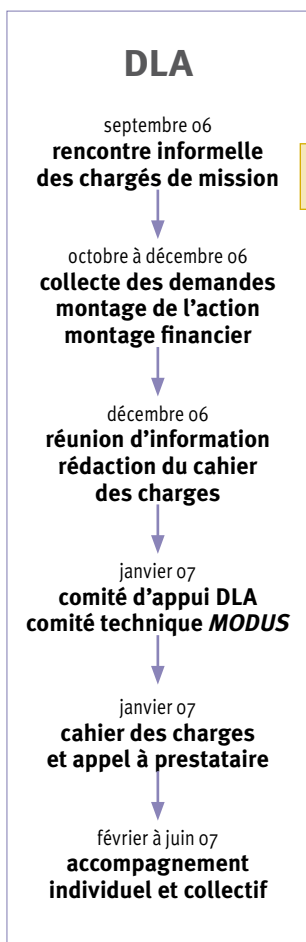 DLA
septembre 06
rencontre informelle
des chargés de mission
octobre à décembre 06
collecte des demandes
montage de l'action
montage financier
décembre 06
réunion d'information
rédaction du cahier
des charges
janvier 07
comité d'appui DLA
comité technique MODUS
janvier 07
cahier des charges
et appel à prestataire
février à juin 07
accompagnement
individuel et collectif